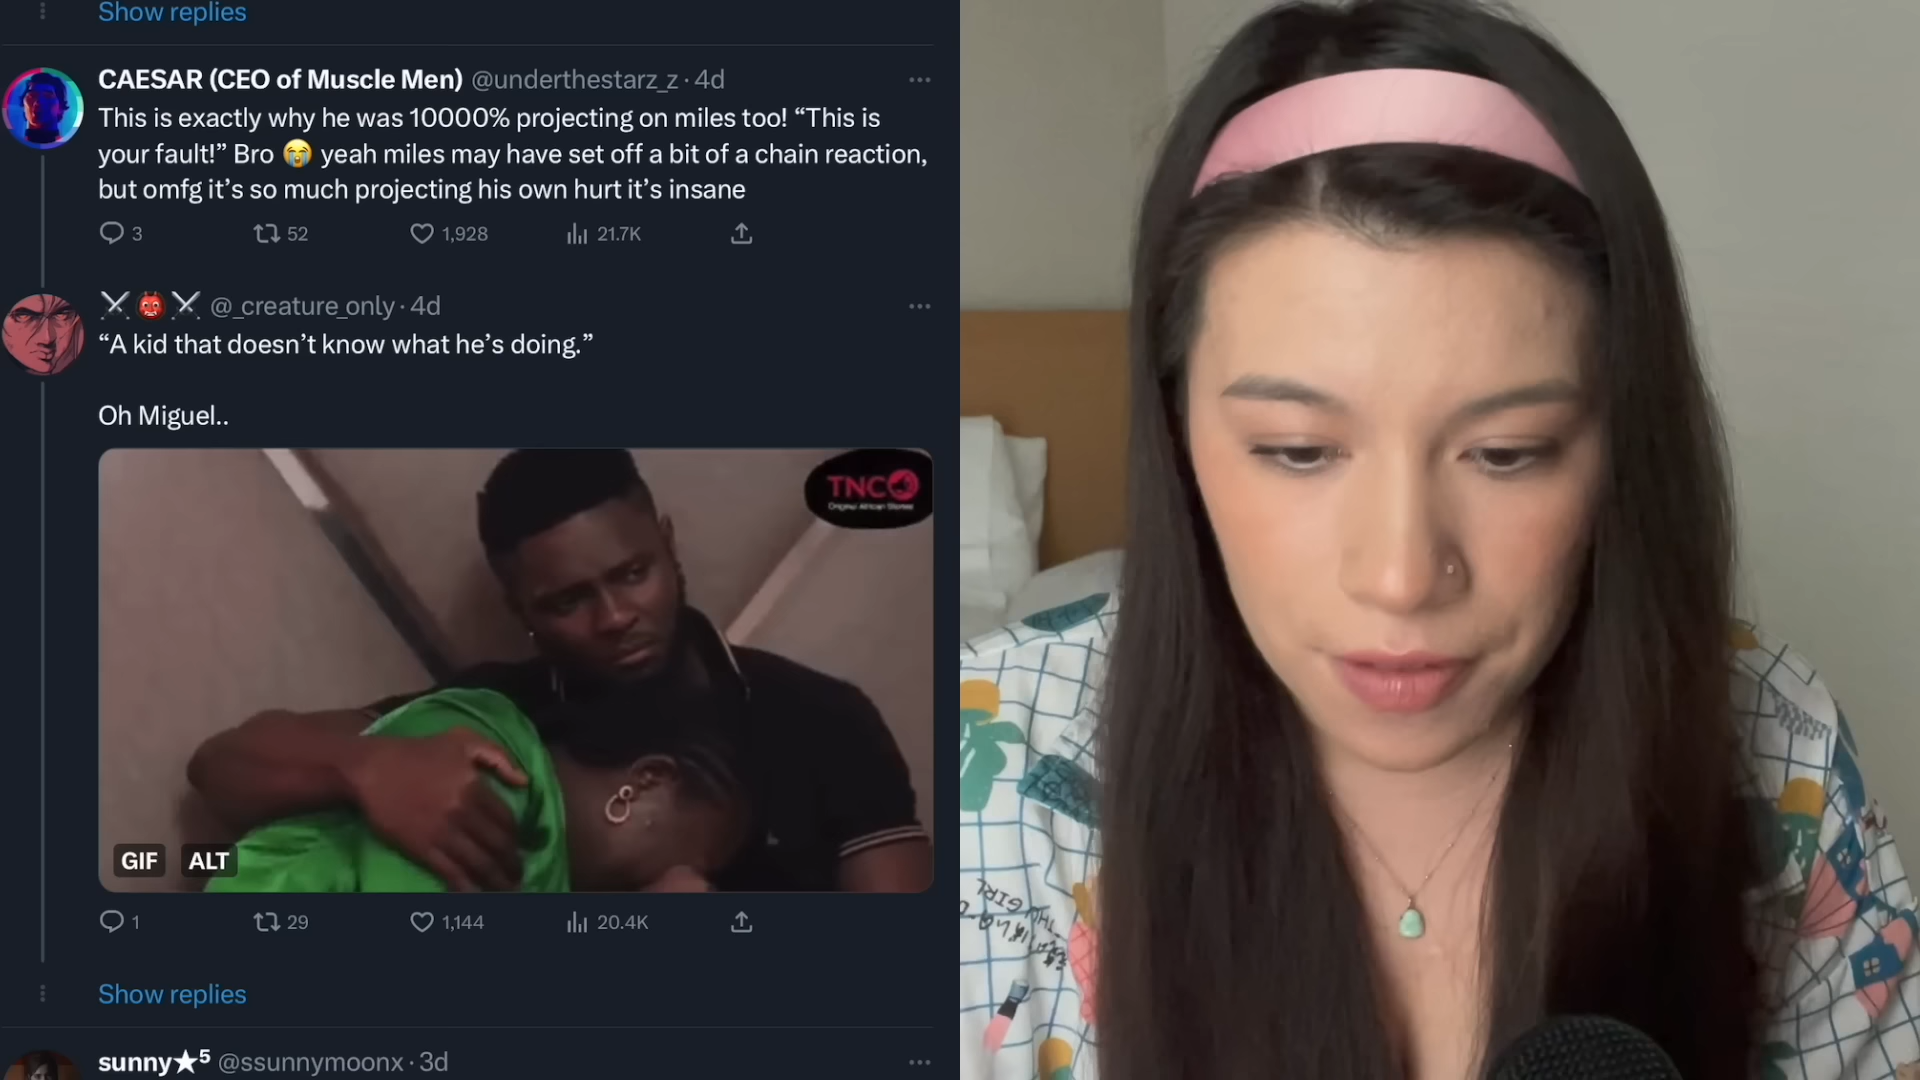 Show replies
CAESAR (CEO of Muscle Men) @underthestarz_z · 4d
This is exactly why he was 10000% projecting on miles too! “This is
your fault!” Bro 😭 yeah miles may have set off a bit of a chain reaction,
but omfg it’s so much projecting his own hurt it’s insane
3 52 1,928 21.7K
⚔👹⚔ @_creature_only · 4d
“A kid that doesn’t know what he’s doing.”
Oh Miguel..
TNC
Original African Stories
GIF ALT
1 29 1,144 20.4K
Show replies
sunny★⁵ @ssunnymoonx · 3d
GIRL